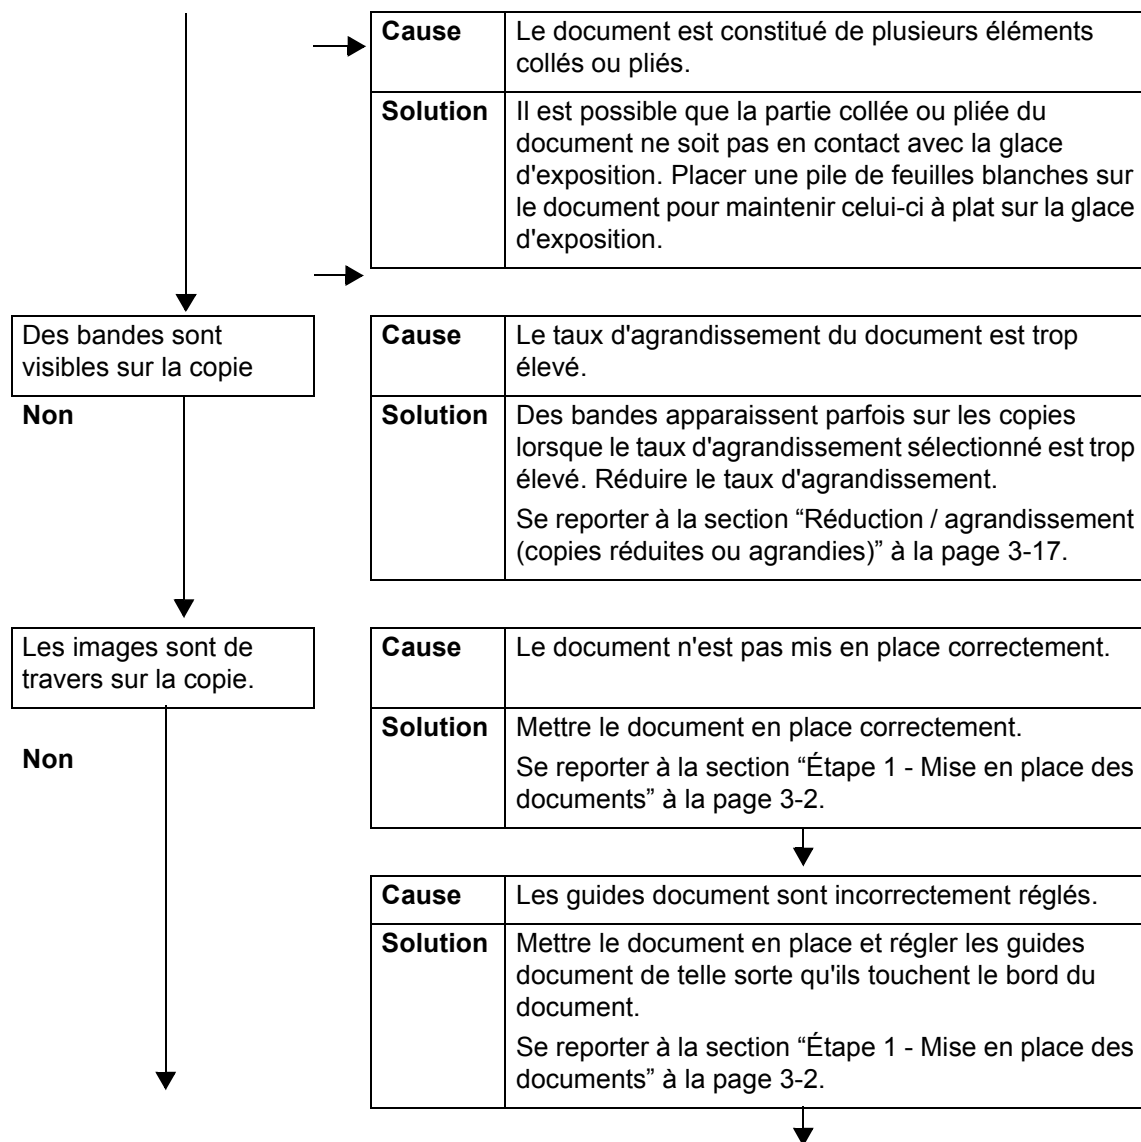 Cause Le document est constitué de plusieurs éléments
collés ou pliés.
Solution Il est possible que la partie collée ou pliée du
document ne soit pas en contact avec la glace
d'exposition. Placer une pile de feuilles blanches sur
le document pour maintenir celui-ci à plat sur la glace
d'exposition.
Des bandes sont
visibles sur la copie
Non
Cause Le taux d'agrandissement du document est trop
élevé.
Solution Des bandes apparaissent parfois sur les copies
lorsque le taux d'agrandissement sélectionné est trop
élevé. Réduire le taux d'agrandissement.
Se reporter à la section “Réduction / agrandissement
(copies réduites ou agrandies)” à la page 3-17.
Les images sont de
travers sur la copie.
Non
Cause Le document n'est pas mis en place correctement.
Solution Mettre le document en place correctement.
Se reporter à la section “Étape 1 - Mise en place des
documents” à la page 3-2.
Cause Les guides document sont incorrectement réglés.
Solution Mettre le document en place et régler les guides
document de telle sorte qu'ils touchent le bord du
document.
Se reporter à la section “Étape 1 - Mise en place des
documents” à la page 3-2.